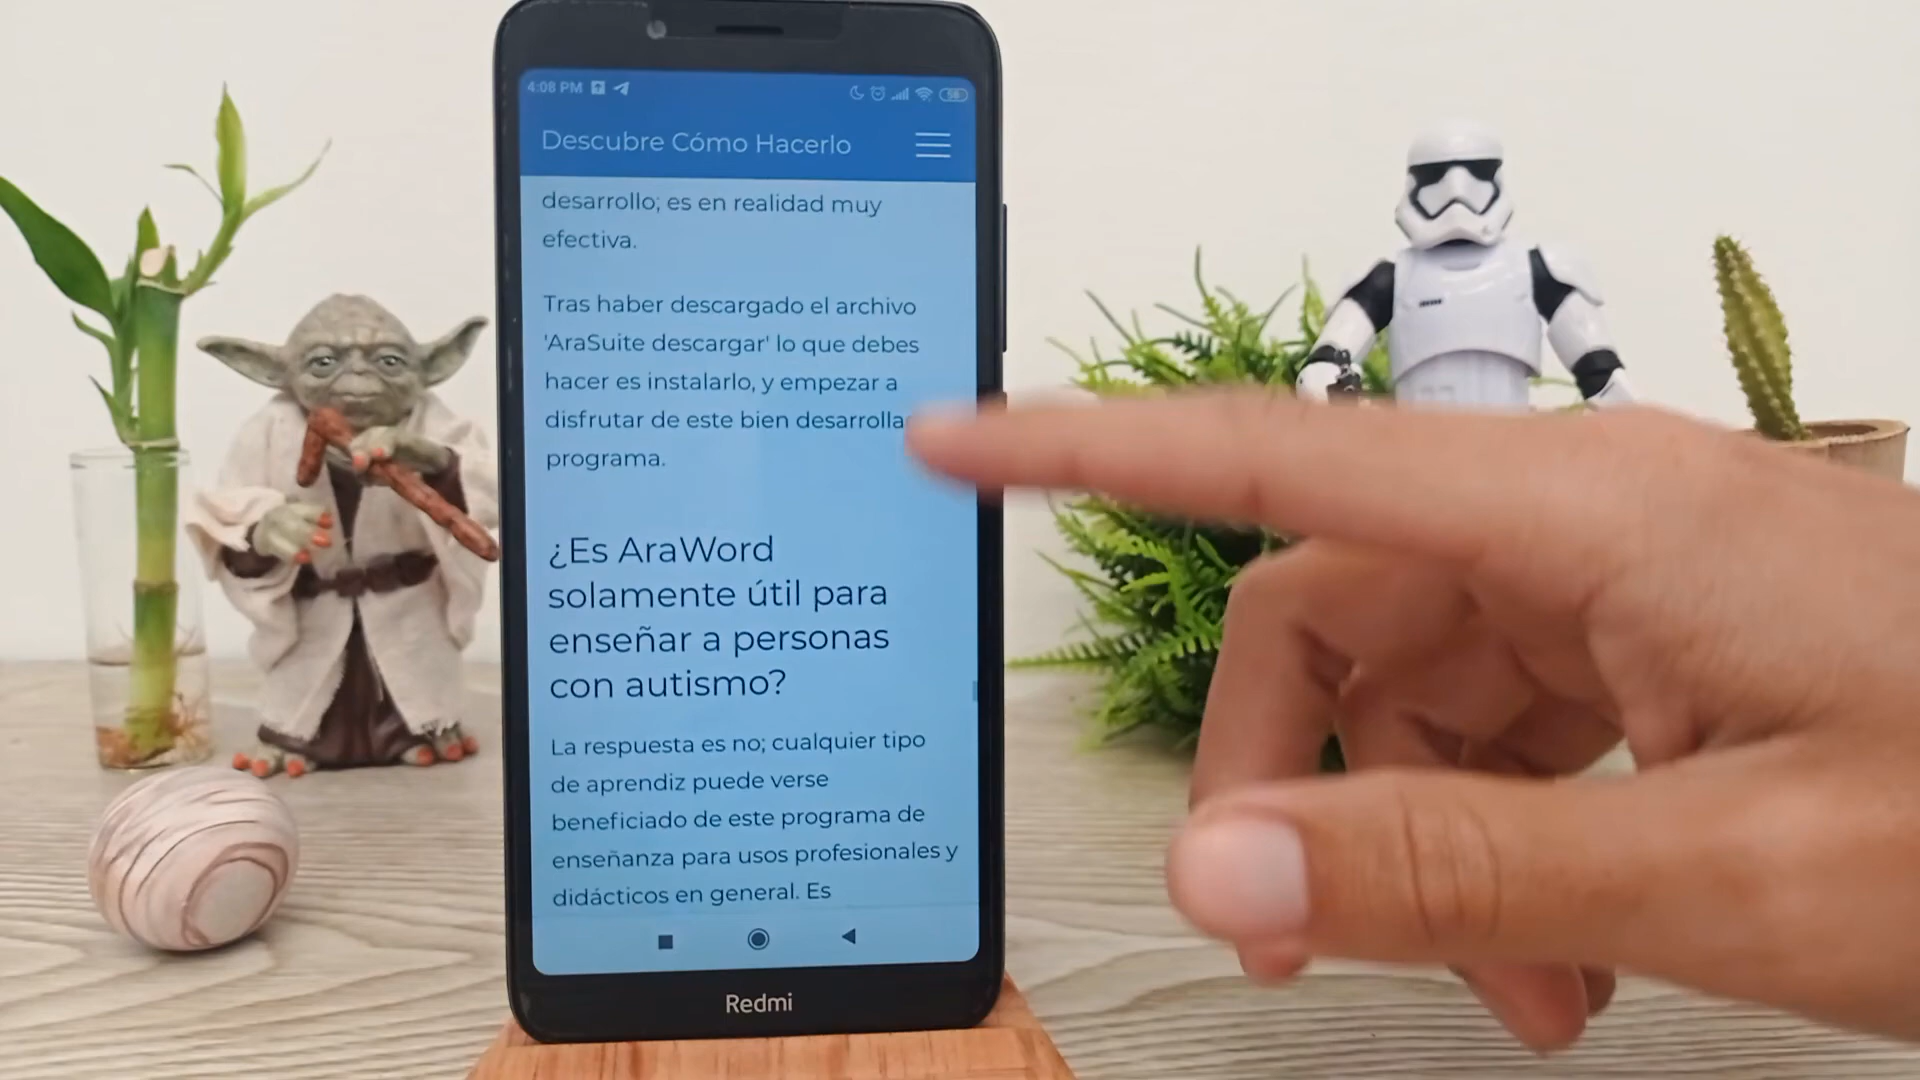 4:08 PM
58
Descubre Cómo Hacerlo
desarrollo; es en realidad muy
efectiva.
Tras haber descargado el archivo
'AraSuite descargar' lo que debes
hacer es instalarlo, y empezar a
disfrutar de este bien desarrolla
programa.
¿Es AraWord
solamente útil para
enseñar a personas
con autismo?
La respuesta es no; cualquier tipo
de aprendiz puede verse
beneficiado de este programa de
enseñanza para usos profesionales y
didácticos en general. Es
Redmi